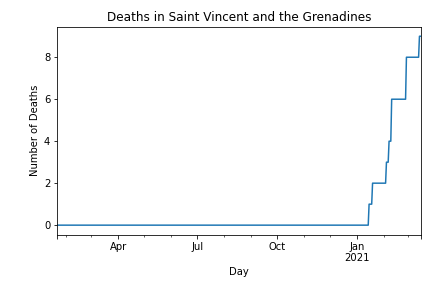 Deaths in Saint Vincent and the Grenadines
Number of Deaths
8
6
4
2
0
Apr
Jul
Oct
Jan
2021
Day